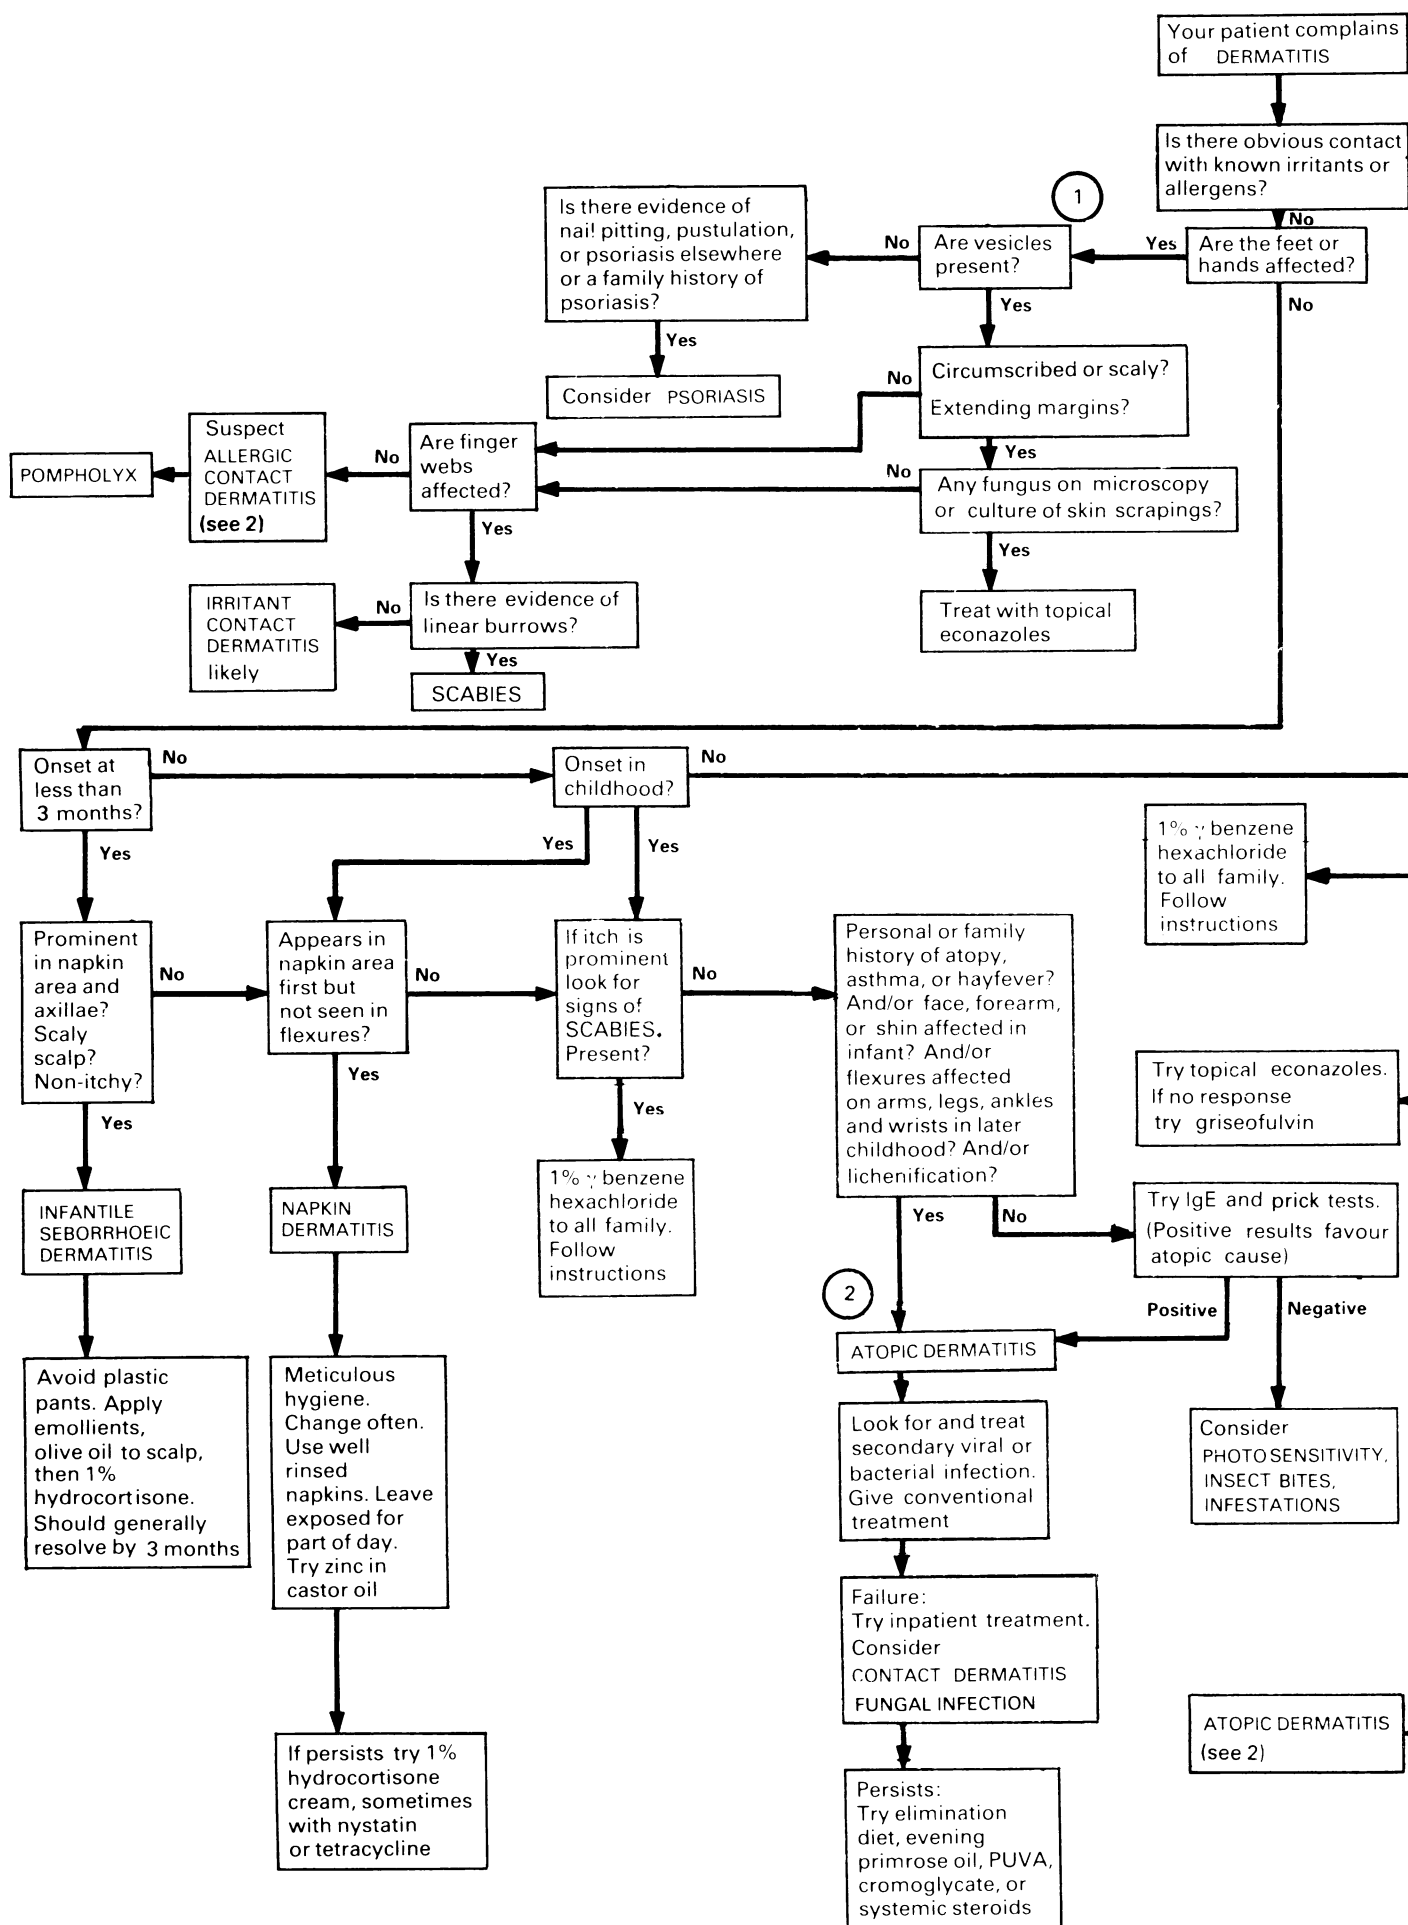 Your patient complains
of DERMATITIS
Is there obvious contact
with known irritants or
allergens?
No
Are the feet or
hands affected?
Yes
No
1
Are vesicles
present?
No
Yes
Is there evidence of
nail pitting, pustulation,
or psoriasis elsewhere
or a family history of
psoriasis?
Yes
Consider PSORIASIS
Circumscribed or scaly?
Extending margins?
No
Yes
Any fungus on microscopy
or culture of skin scrapings?
No
Yes
Treat with topical
econazoles
Are finger
webs
affected?
No
Yes
Suspect
ALLERGIC
CONTACT
DERMATITIS
(see 2)
POMPHOLYX
Is there evidence of
linear burrows?
No
Yes
IRRITANT
CONTACT
DERMATITIS
likely
SCABIES
Onset at
less than
3 months?
No
Yes
Onset in
childhood?
No
Yes
Yes
1% γ benzene
hexachloride
to all family.
Follow
instructions
Prominent
in napkin
area and
axillae?
Scaly
scalp?
Non-itchy?
No
Yes
Appears in
napkin area
first but
not seen in
flexures?
No
Yes
If itch is
prominent
look for
signs of
SCABIES.
Present?
No
Yes
Personal or family
history of atopy,
asthma, or hayfever?
And/or face, forearm,
or shin affected in
infant? And/or
flexures affected
on arms, legs, ankles
and wrists in later
childhood? And/or
lichenification?
Yes
No
Try topical econazoles.
If no response
try griseofulvin
INFANTILE
SEBORRHOEIC
DERMATITIS
NAPKIN
DERMATITIS
1% γ benzene
hexachloride
to all family.
Follow
instructions
Try IgE and prick tests.
(Positive results favour
atopic cause)
Positive
Negative
2
ATOPIC DERMATITIS
Avoid plastic
pants. Apply
emollients,
olive oil to scalp,
then 1%
hydrocortisone.
Should generally
resolve by 3 months
Meticulous
hygiene.
Change often.
Use well
rinsed
napkins. Leave
exposed for
part of day.
Try zinc in
castor oil
Look for and treat
secondary viral or
bacterial infection.
Give conventional
treatment
Consider
PHOTOSENSITIVITY,
INSECT BITES,
INFESTATIONS
Failure:
Try inpatient treatment.
Consider
CONTACT DERMATITIS
FUNGAL INFECTION
ATOPIC DERMATITIS
(see 2)
If persists try 1%
hydrocortisone
cream, sometimes
with nystatin
or tetracycline
Persists:
Try elimination
diet, evening
primrose oil, PUVA,
cromoglycate, or
systemic steroids